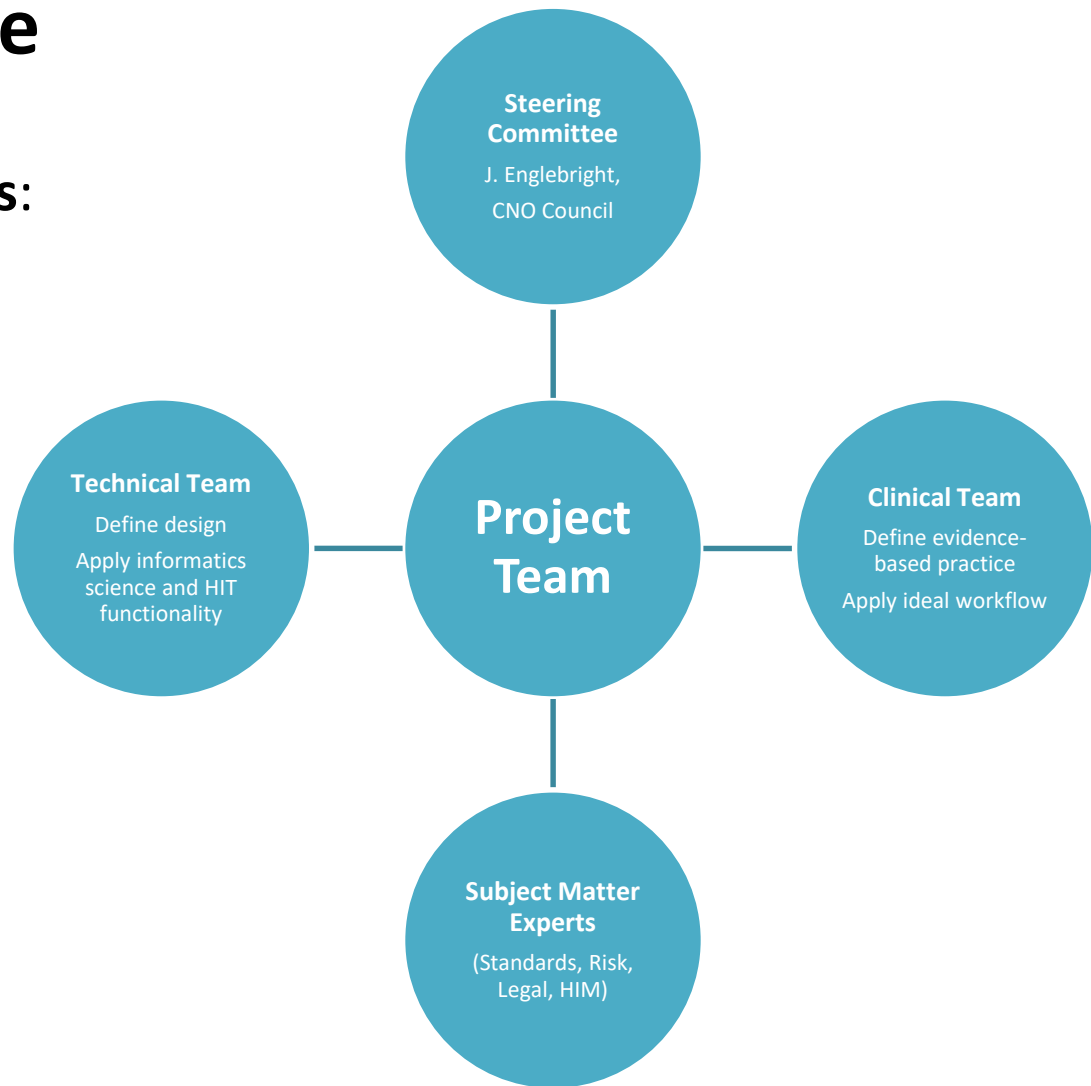 e
s:
Steering
Committee
J. Englebright,
CNO Council
Technical Team
Define design
Apply informatics
science and HIT
functionality
Project
Team
Clinical Team
Define evidence-
based practice
Apply ideal workflow
Subject Matter
Experts
(Standards, Risk,
Legal, HIM)